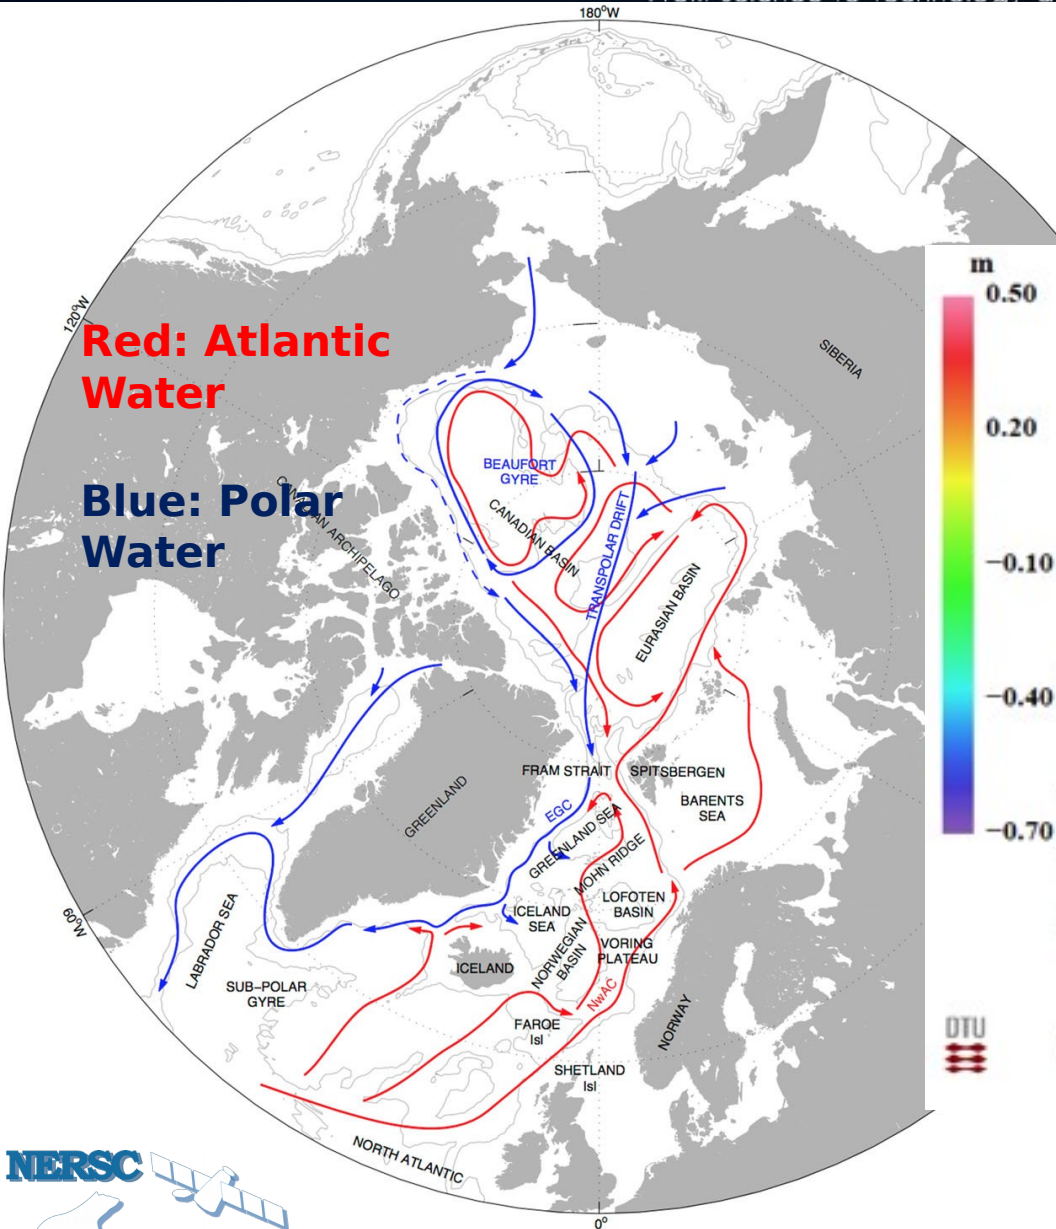 180°W
120°W
Red: Atlantic
Water
Blue: Polar
Water
SIBERIA
m
0.50
0.20
−0.10
−0.40
−0.70
BEAUFORT
GYRE
CANADIAN BASIN
CANADIAN ARCHIPELAGO
TRANSPOLAR DRIFT
EURASIAN BASIN
FRAM STRAIT
SPITSBERGEN
BARENTS
SEA
GREENLAND
EGC
GREENLAND SEA
MOHN RIDGE
LOFOTEN
BASIN
ICELAND
SEA
NORWEGIAN
BASIN
VORING
PLATEAU
60°W
LABRADOR SEA
SUB−POLAR
GYRE
ICELAND
NwAC
NORWAY
FAROE
Isl
SHETLAND
Isl
DTU
NORTH ATLANTIC
NERSC
0°